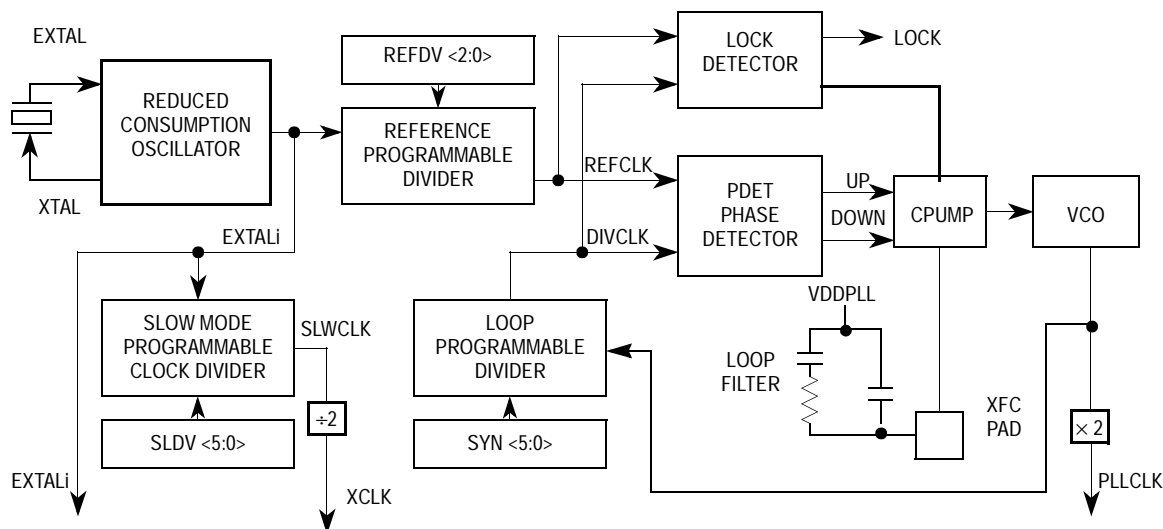 EXTAL
REDUCED
CONSUMPTION
OSCILLATOR
XTAL
REFDV <2:0>
REFERENCE
PROGRAMMABLE
DIVIDER
LOCK
DETECTOR
LOCK
REFCLK
DIVCLK
PDET
PHASE
DETECTOR
UP
DOWN
CPUMP
VCO
EXTALi
SLOW MODE
PROGRAMMABLE
CLOCK DIVIDER
SLWCLK
÷2
SLDV <5:0>
EXTALi
XCLK
LOOP
PROGRAMMABLE
DIVIDER
SYN <5:0>
VDDPLL
LOOP
FILTER
XFC
PAD
× 2
PLLCLK